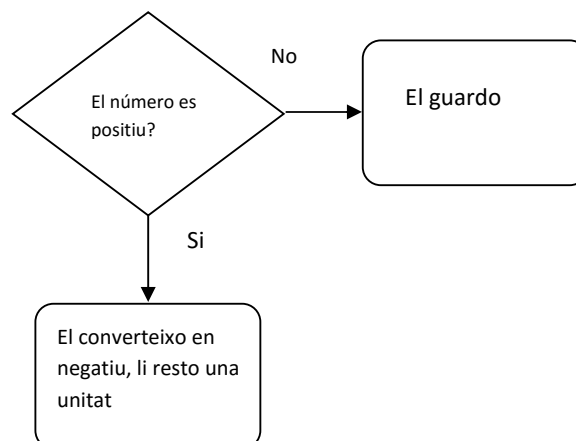 No
El número es
positiu?
El guardo
Si
El converteixo en
negatiu, li resto una
unitat